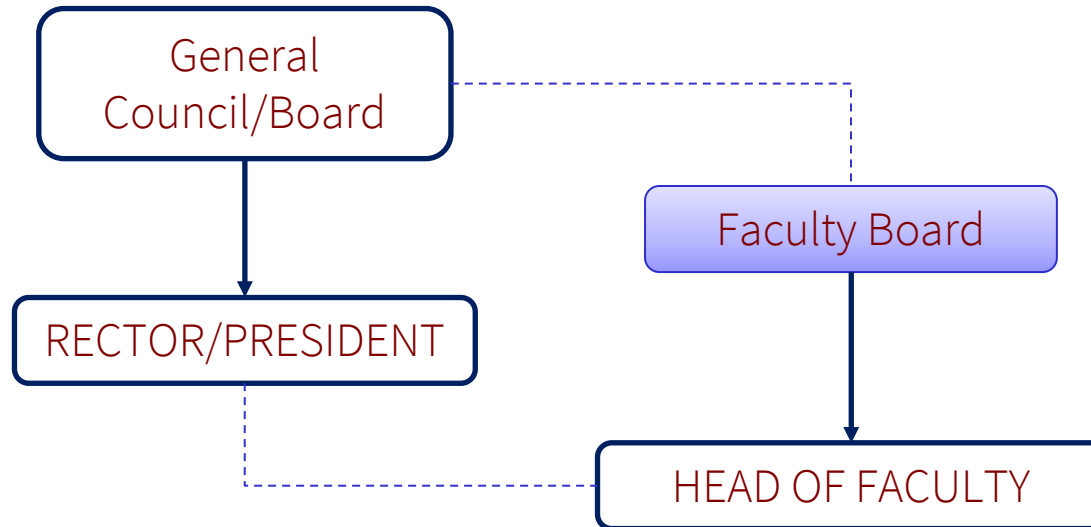 General
Council/Board
Faculty Board
RECTOR/PRESIDENT
HEAD OF FACULTY